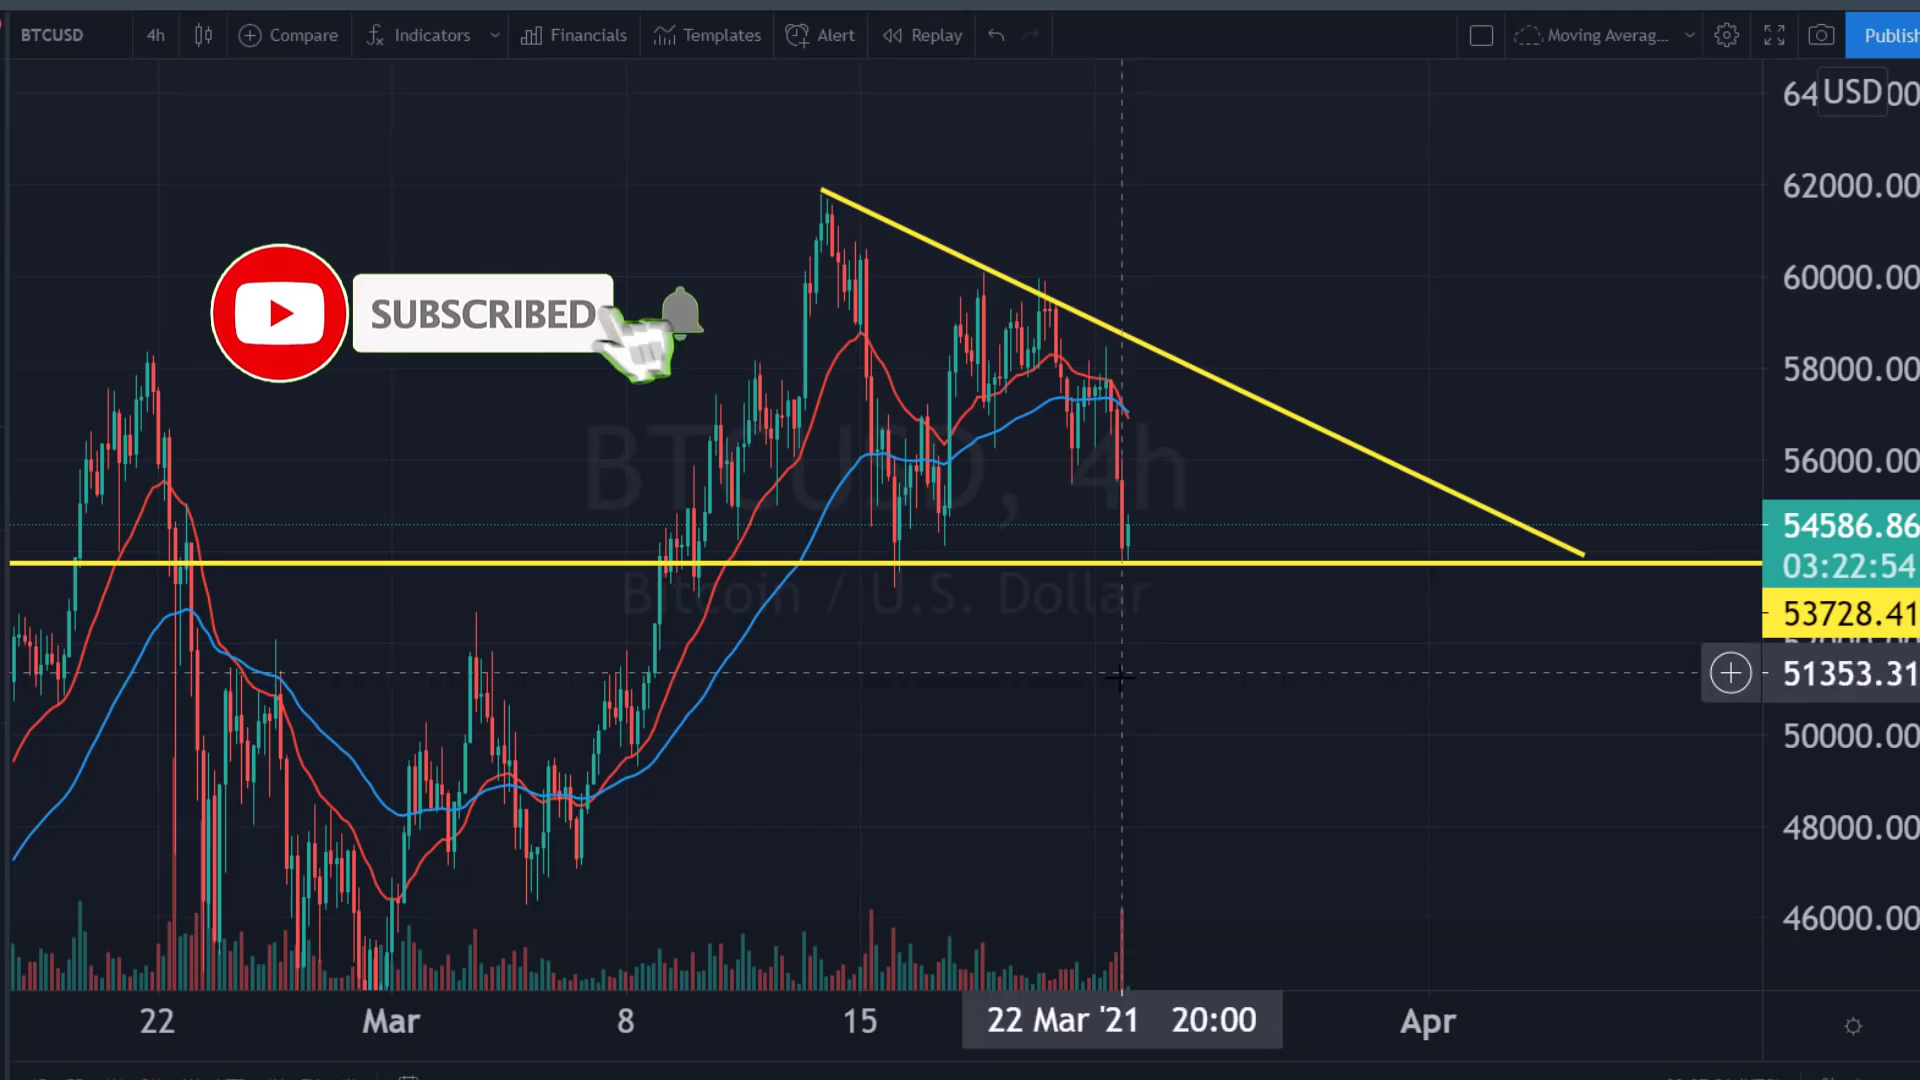 BTCUSD 4h Compare Indicators Financials Templates Alert Replay Moving Averag... Publish
USD
62000.00
60000.00
SUBSCRIBED
58000.00
BTCUSD, 4h
56000.00
54586.86
03:22:54
Bitcoin / U.S. Dollar
53728.41
51353.31
50000.00
48000.00
46000.00
22 Mar 8 15 22 Mar '21 20:00 Apr